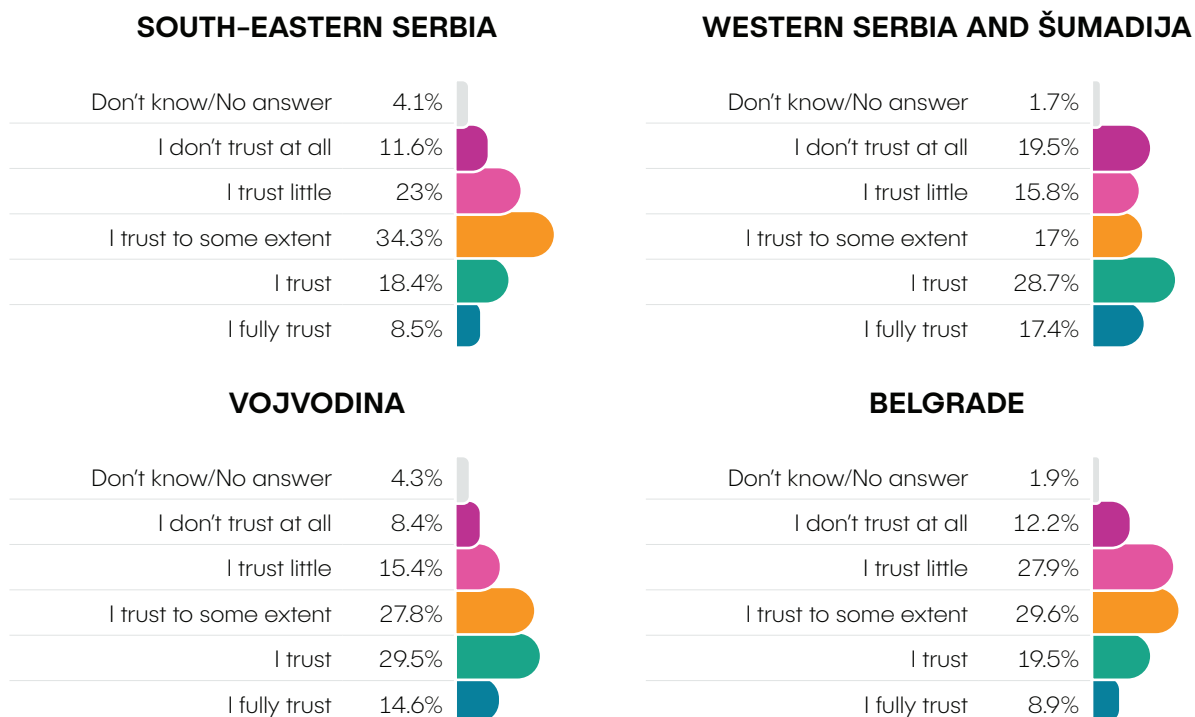 SOUTH-EASTERN SERBIA
Don't know/No answer 4.1%
I don't trust at all 11.6%
I trust little 23%
I trust to some extent 34.3%
I trust 18.4%
I fully trust 8.5%
WESTERN SERBIA AND ŠUMADIJA
Don't know/No answer 1.7%
I don't trust at all 19.5%
I trust little 15.8%
I trust to some extent 17%
I trust 28.7%
I fully trust 17.4%
VOJVODINA
Don't know/No answer 4.3%
I don't trust at all 8.4%
I trust little 15.4%
I trust to some extent 27.8%
I trust 29.5%
I fully trust 14.6%
BELGRADE
Don't know/No answer 1.9%
I don't trust at all 12.2%
I trust little 27.9%
I trust to some extent 29.6%
I trust 19.5%
I fully trust 8.9%